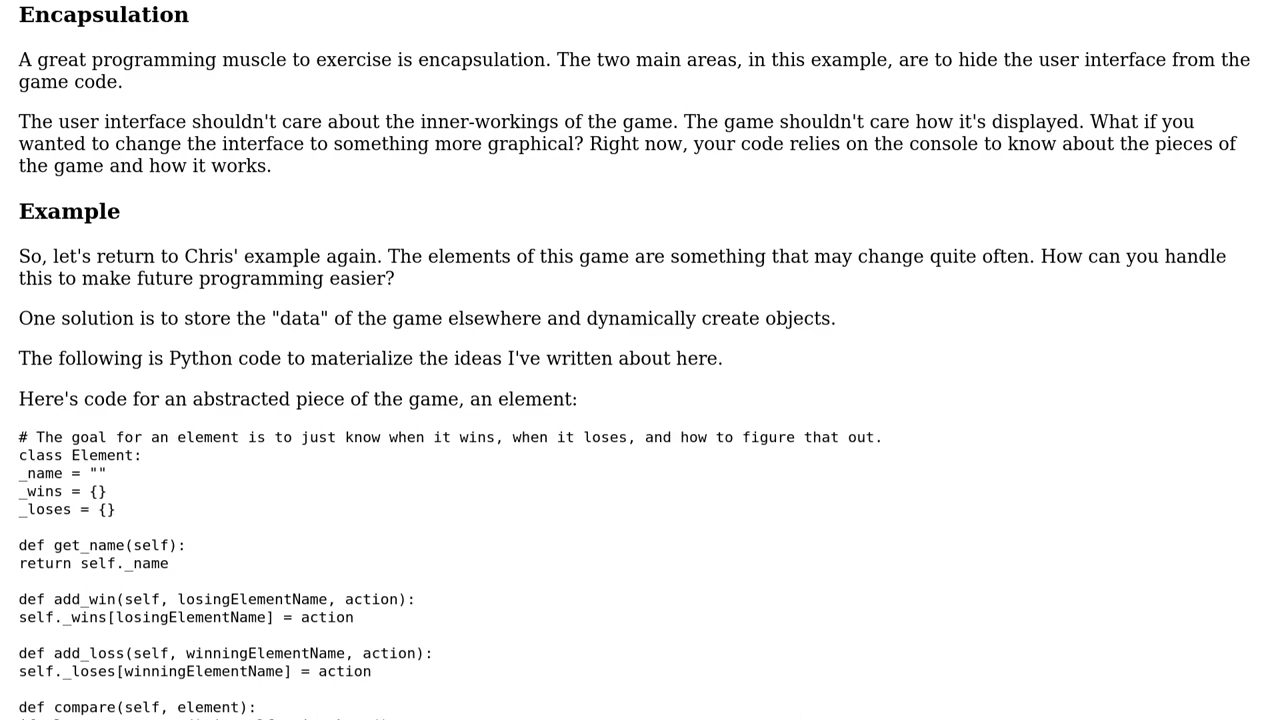 Encapsulation
A great programming muscle to exercise is encapsulation. The two main areas, in this example, are to hide the user interface from the
game code.
The user interface shouldn't care about the inner-workings of the game. The game shouldn't care how it's displayed. What if you
wanted to change the interface to something more graphical? Right now, your code relies on the console to know about the pieces of
the game and how it works.
Example
So, let's return to Chris' example again. The elements of this game are something that may change quite often. How can you handle
this to make future programming easier?
One solution is to store the "data" of the game elsewhere and dynamically create objects.
The following is Python code to materialize the ideas I've written about here.
Here's code for an abstracted piece of the game, an element:
# The goal for an element is to just know when it wins, when it loses, and how to figure that out.
class Element:
_name = ""
_wins = {}
_loses = {}
def get_name(self):
return self._name
def add_win(self, losingElementName, action):
self._wins[losingElementName] = action
def add_loss(self, winningElementName, action):
self._loses[winningElementName] = action
def compare(self, element):